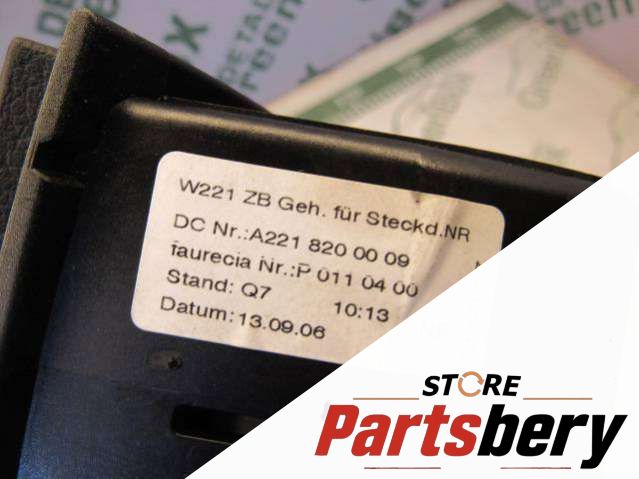 W221 ZB Geh. für Steckd.NR
DC Nr.:A221 820 00 09
faurecia Nr.:P 011 04 00
Stand: Q7 10:13
Datum:13.09.06
STORE
Partsbery